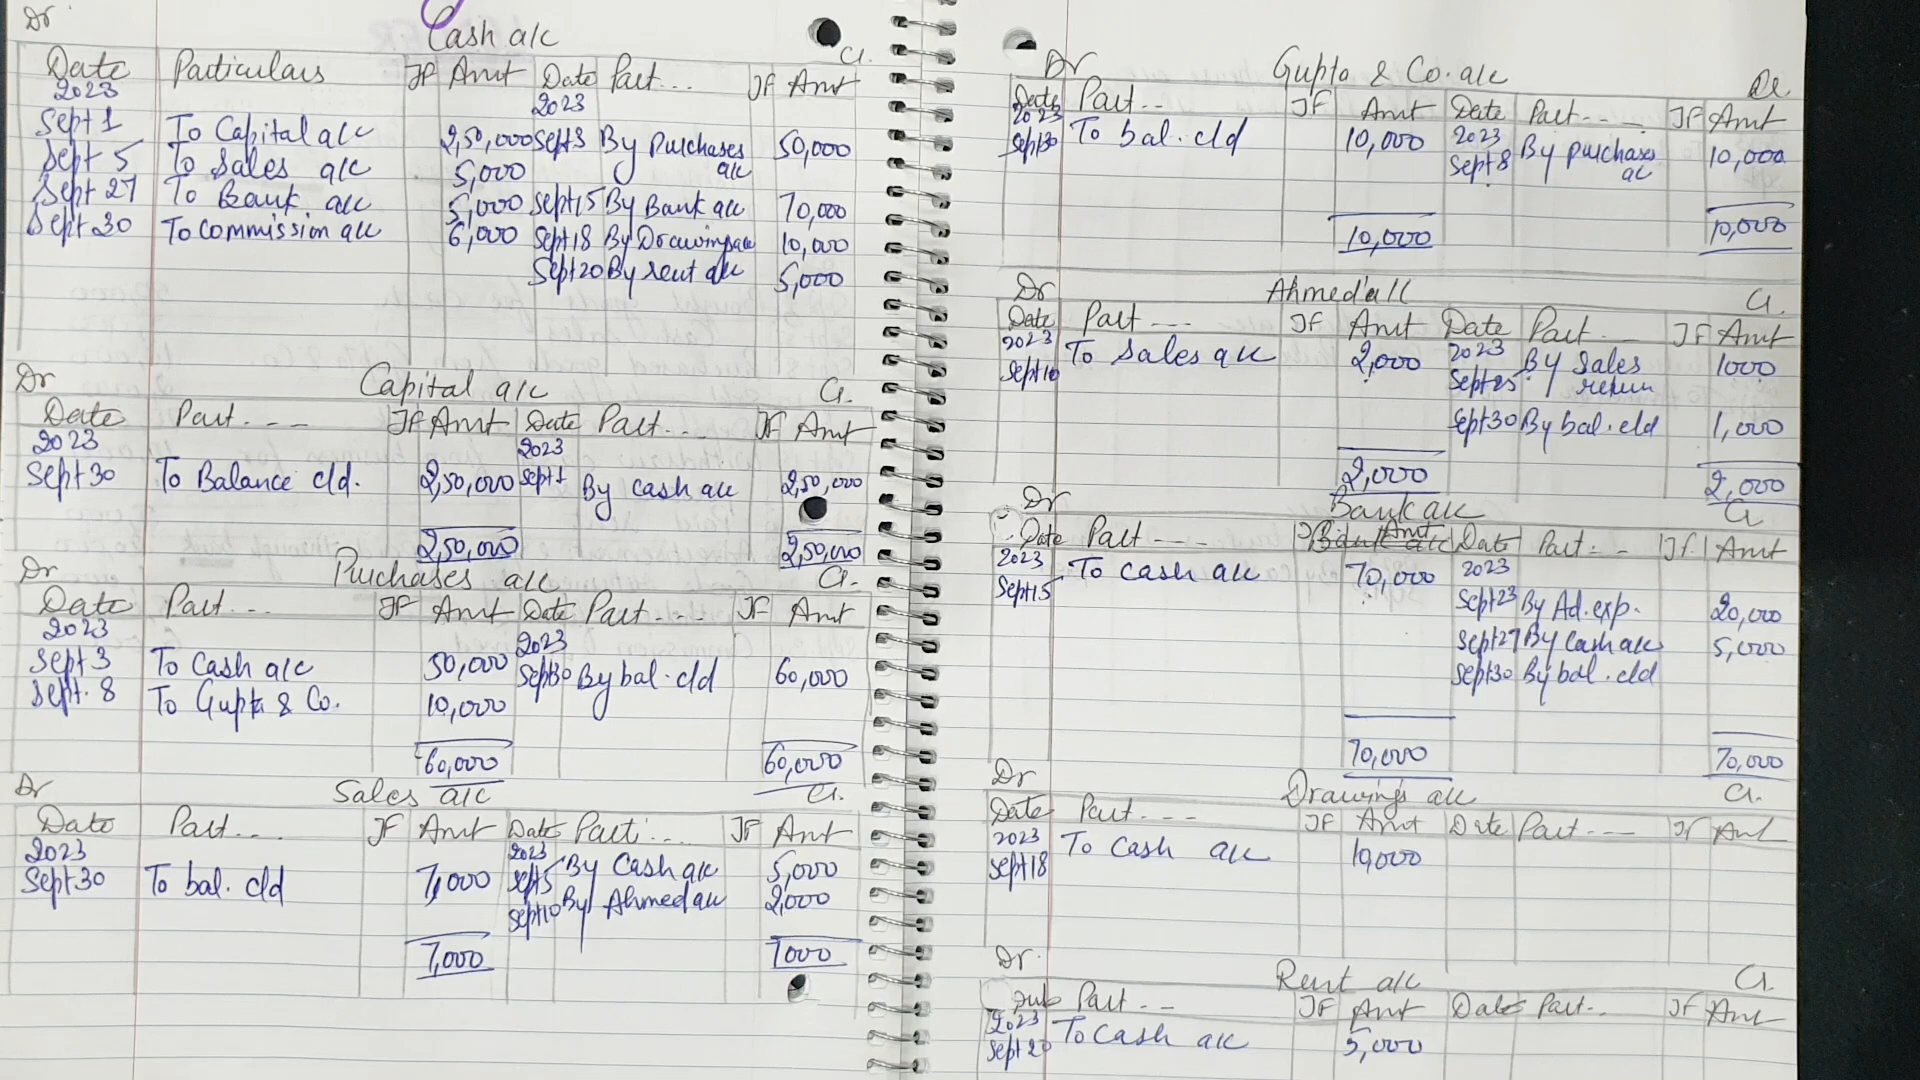 Dr
Cash a/c
Cr.
Date Particulars JF Amt Date Part... JF Amt
2023 2023
Sept 1 To Capital a/c 2,50,000 Sept 3 By Purchases a/c 50,000
Sept 5 To Sales a/c 5,000
Sept 27 To Bank a/c 5,000 Sept 15 By Bank a/c 70,000
Sept 30 To Commission a/c 6,000 Sept 18 By Drawings a/c 10,000
Sept 20 By rent a/c 5,000
Dr Capital a/c Cr.
Date Part.--- JF Amt Date Part... JF Amt
2023 2023
Sept 30 To Balance c/d. 2,50,000 Sept 1 By cash a/c 2,50,000
2,50,000 2,50,000
Dr Purchases a/c Cr.
Date Part... JF Amt Date Part.--- JF Amt
2023 2023
Sept 3 To Cash a/c 50,000 Sept 30 By bal. c/d 60,000
Sept. 8 To Gupta & Co. 10,000
60,000 60,000
Dr Sales a/c Cr.
Date Part... JF Amt Date Parti... JF Amt
2023 2023
Sept 30 To bal. c/d 7,000 Sept 5 By Cash a/c 5,000
Sept 10 By Ahmed a/c 2,000
7,000 7000
Dr Gupta & Co. a/c
Date Part.. JF Amt Date Part---- JF Amt
2023 2023
Sept 30 To bal. c/d 10,000 Sept 8 By purchases ac 10,000
10,000 10,000
Dr Ahmed a/c Cr.
Date Part --- JF Amt Date Part... JF Amt
2023 2023
Sept 10 To Sales a/c 2,000 Sept 25 By Sales return 1000
Sept 30 By bal. c/d 1,000
2,000 2,000
Dr Bank a/c Cr
Date Part ---- JF Amt Date Part.-- JF Amt
2023 2023
Sept 15 To cash a/c 70,000
Sept 23 By Ad. exp. 20,000
Sept 27 By Cash a/c 5,000
Sept 30 By bal. c/d
70,000 70,000
Dr Drawings a/c Cr.
Date Part.--- JF Amt Date Part.--- JF Amt
2023
Sept 18 To Cash a/c 10,000
Dr. Rent a/c Cr.
Part.-- JF Amt Date Part... JF Amt
2023
Sept 20 To Cash a/c 5,000